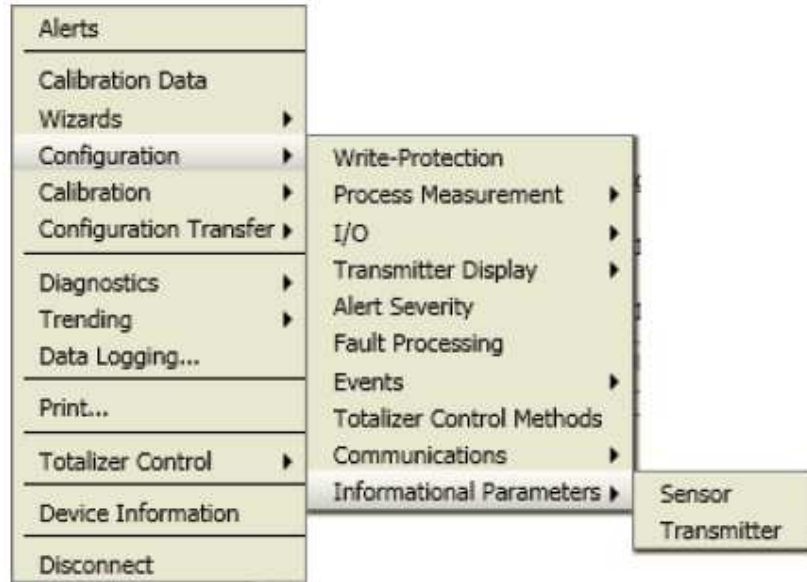 Alerts
Calibration Data
Wizards
Configuration
Calibration
Configuration Transfer
Diagnostics
Trending
Data Logging...
Print...
Totalizer Control
Device Information
Disconnect
Write-Protection
Process Measurement
I/O
Transmitter Display
Alert Severity
Fault Processing
Events
Totalizer Control Methods
Communications
Informational Parameters
Sensor
Transmitter